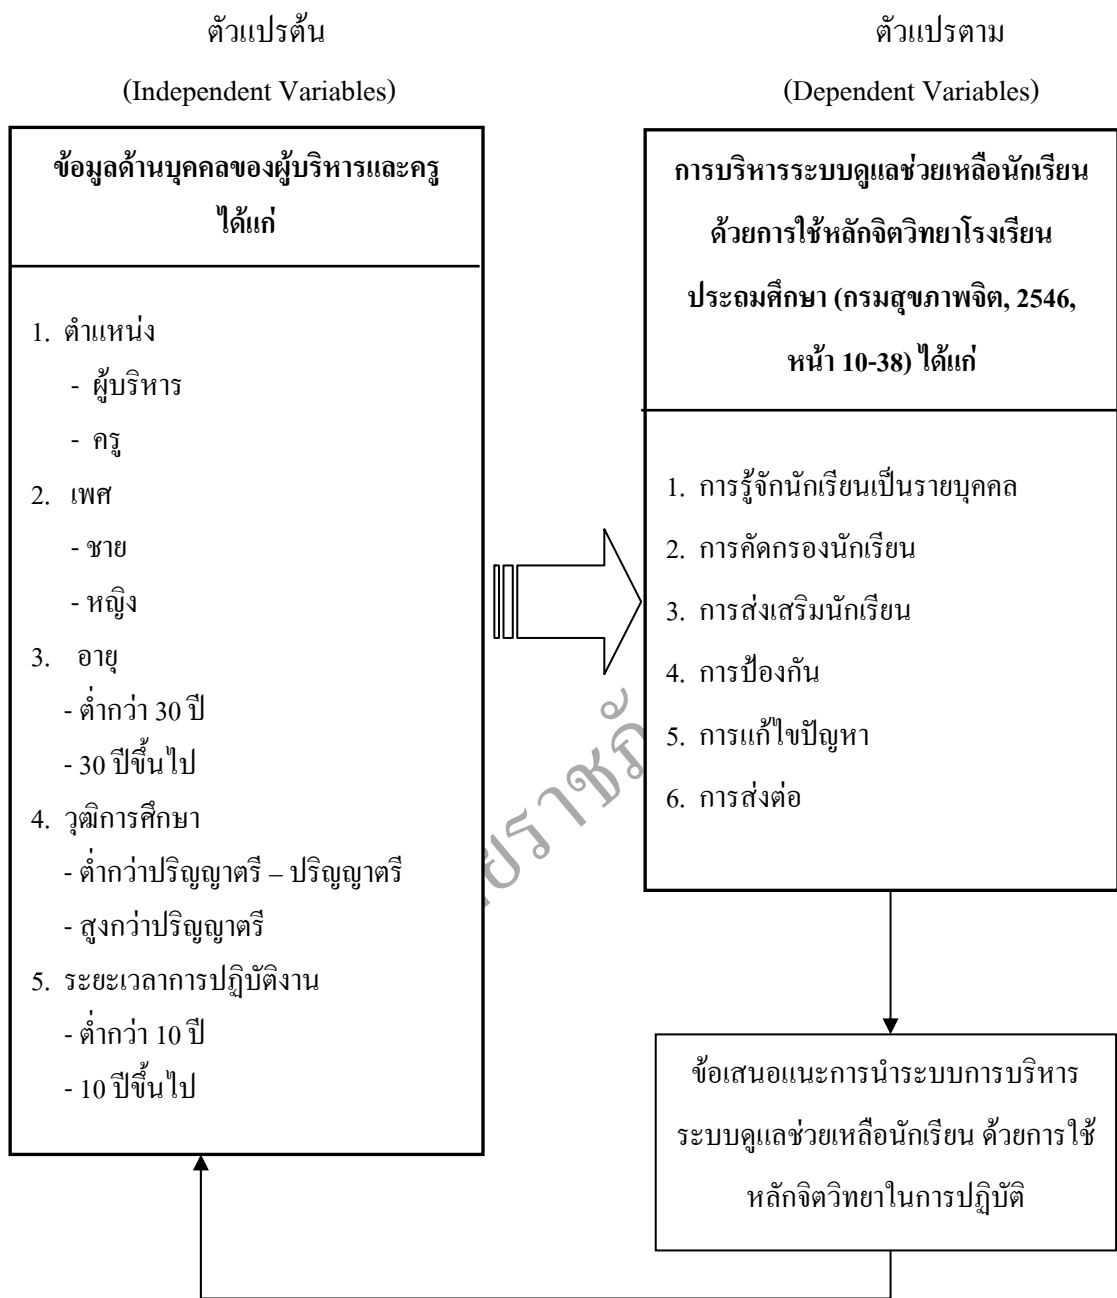 ตัวแปรต้น
(Independent Variables)
ข้อมูลด้านบุคคลของผู้บริหารและครู
ได้แก่
1. ตำแหน่ง
- ผู้บริหาร
- ครู
2. เพศ
- ชาย
- หญิง
3. อายุ
- ต่ำกว่า 30 ปี
- 30 ปีขึ้นไป
4. วุฒิการศึกษา
- ต่ำกว่าปริญญาตรี – ปริญญาตรี
- สูงกว่าปริญญาตรี
5. ระยะเวลาการปฏิบัติงาน
- ต่ำกว่า 10 ปี
- 10 ปีขึ้นไป
ตัวแปรตาม
(Dependent Variables)
การบริหารระบบดูแลช่วยเหลือนักเรียน
ด้วยการใช้หลักจิตวิทยาโรงเรียน
ประถมศึกษา (กรมสุขภาพจิต, 2546,
หน้า 10-38) ได้แก่
1. การรู้จักนักเรียนเป็นรายบุคคล
2. การคัดกรองนักเรียน
3. การส่งเสริมนักเรียน
4. การป้องกัน
5. การแก้ไขปัญหา
6. การส่งต่อ
ข้อเสนอแนะการนำระบบการบริหาร
ระบบดูแลช่วยเหลือนักเรียน ด้วยการใช้
หลักจิตวิทยาในการปฏิบัติ